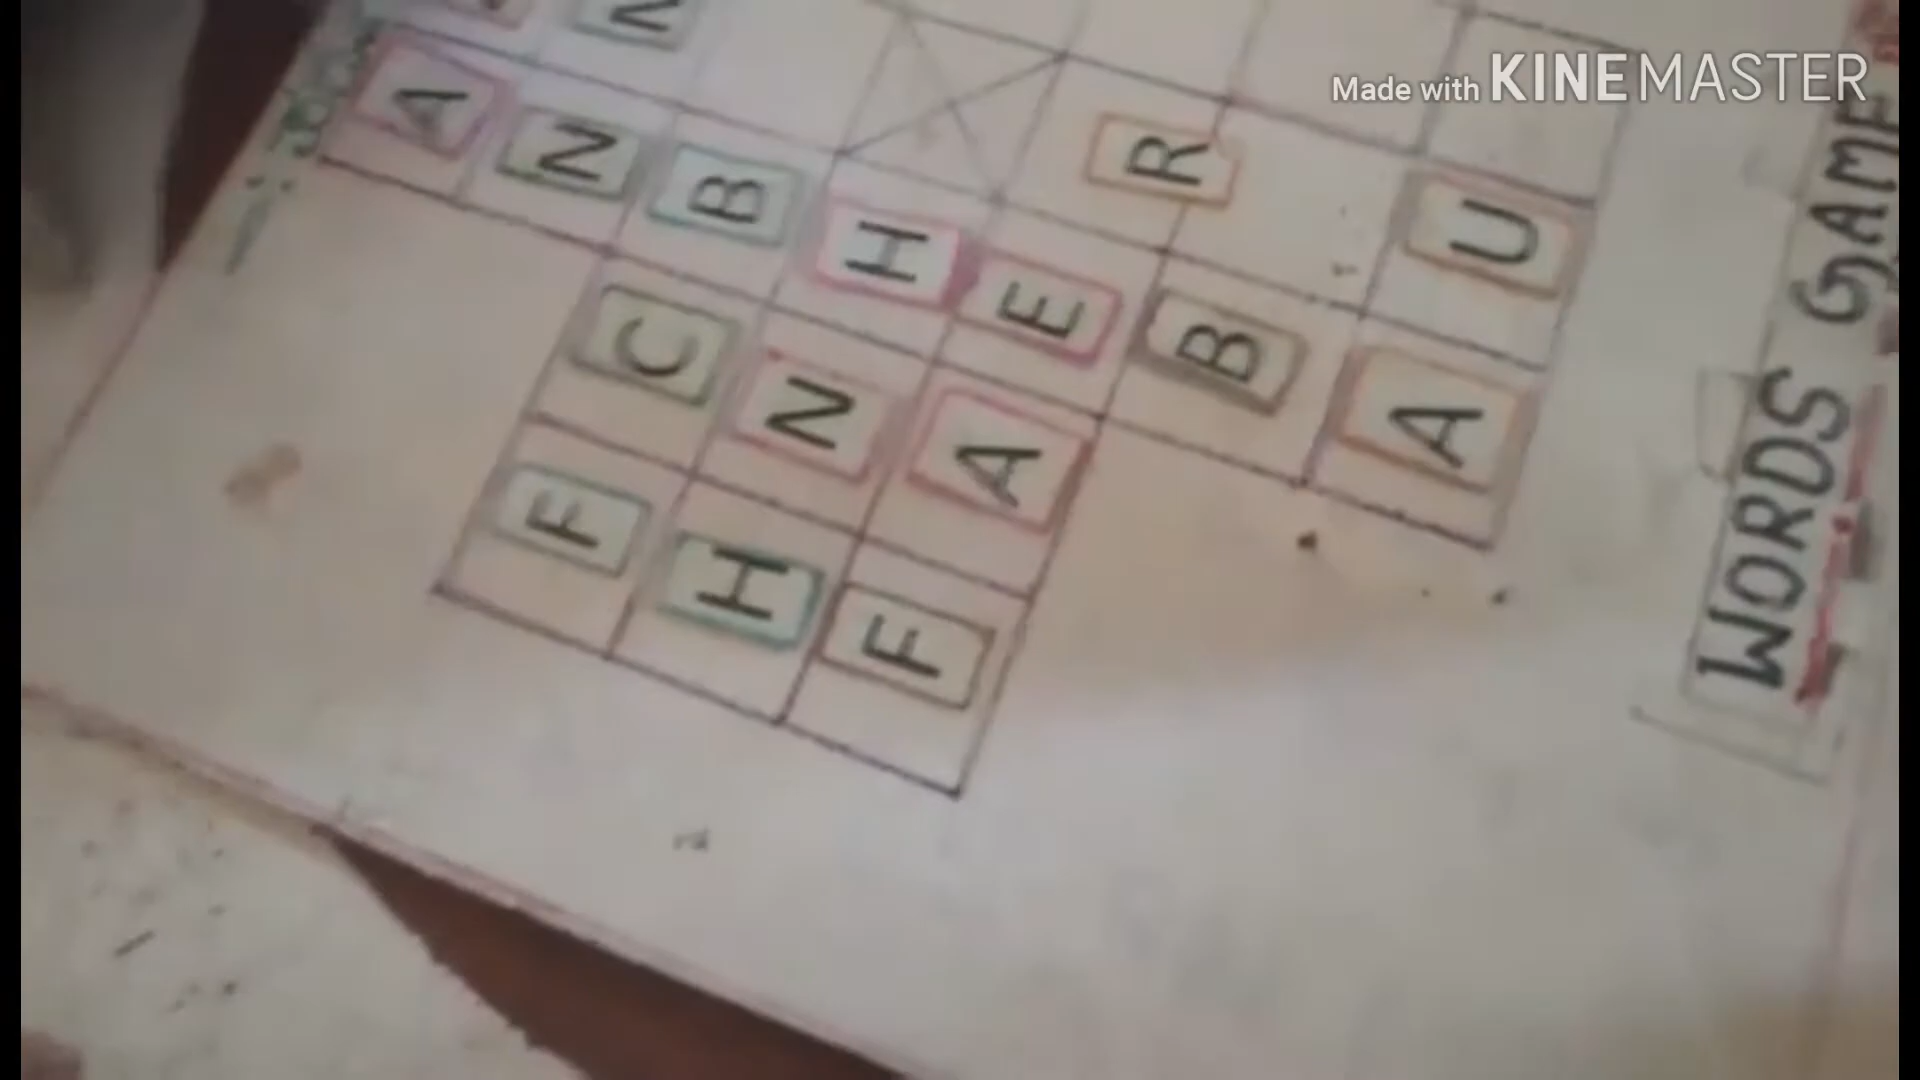 Made with KINEMASTER
WORDS GAME
A N B H E B A
R U
C N A
F H F